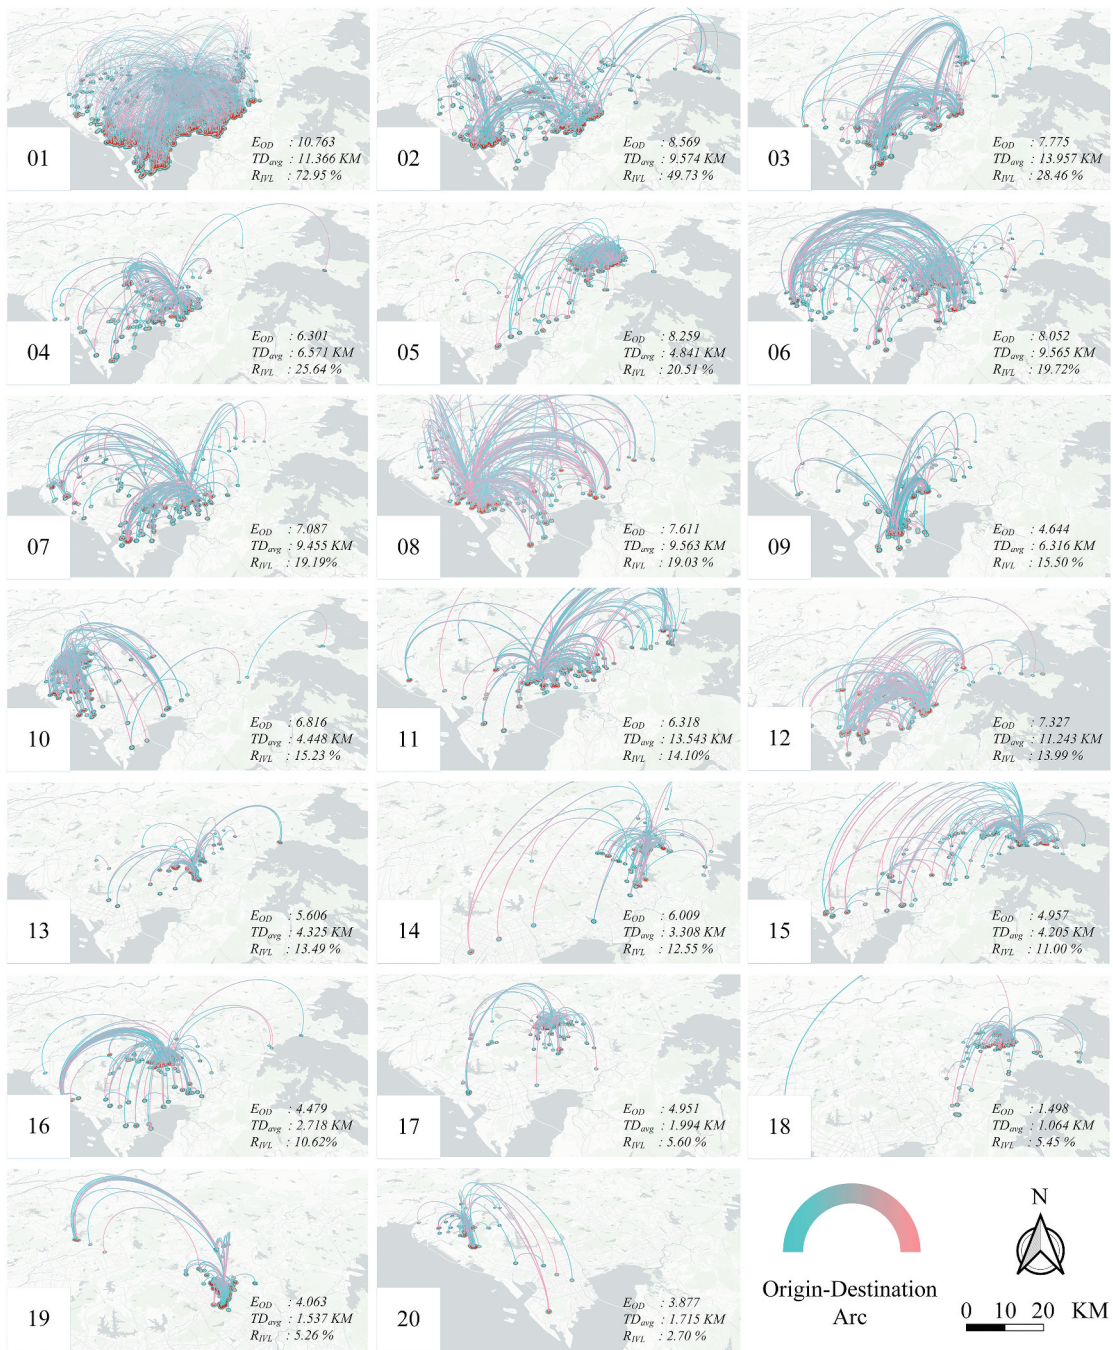 01
E_OD : 10.763
TD_avg : 11.366 KM
R_IVL : 72.95 %
02
E_OD : 8.569
TD_avg : 9.574 KM
R_IVL : 49.73 %
03
E_OD : 7.775
TD_avg : 13.957 KM
R_IVL : 28.46 %
04
E_OD : 6.301
TD_avg : 6.571 KM
R_IVL : 25.64 %
05
E_OD : 8.259
TD_avg : 4.841 KM
R_IVL : 20.51 %
06
E_OD : 8.052
TD_avg : 9.565 KM
R_IVL : 19.72%
07
E_OD : 7.087
TD_avg : 9.455 KM
R_IVL : 19.19%
08
E_OD : 7.611
TD_avg : 9.563 KM
R_IVL : 19.03 %
09
E_OD : 4.644
TD_avg : 6.316 KM
R_IVL : 15.50 %
10
E_OD : 6.816
TD_avg : 4.448 KM
R_IVL : 15.23 %
11
E_OD : 6.318
TD_avg : 13.543 KM
R_IVL : 14.10%
12
E_OD : 7.327
TD_avg : 11.243 KM
R_IVL : 13.99 %
13
E_OD : 5.606
TD_avg : 4.325 KM
R_IVL : 13.49 %
14
E_OD : 6.009
TD_avg : 3.308 KM
R_IVL : 12.55 %
15
E_OD : 4.957
TD_avg : 4.205 KM
R_IVL : 11.00 %
16
E_OD : 4.479
TD_avg : 2.718 KM
R_IVL : 10.62%
17
E_OD : 4.951
TD_avg : 1.994 KM
R_IVL : 5.60 %
18
E_OD : 1.498
TD_avg : 1.064 KM
R_IVL : 5.45 %
19
E_OD : 4.063
TD_avg : 1.537 KM
R_IVL : 5.26 %
20
E_OD : 3.877
TD_avg : 1.715 KM
R_IVL : 2.70 %
Origin-Destination
Arc
N
0 10 20 KM